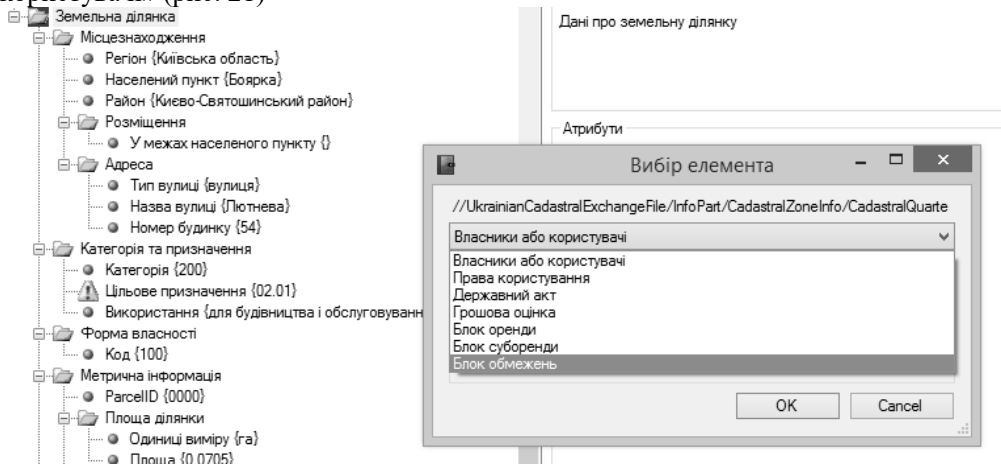 Земельна ділянка
Місцезнаходження
Регіон {Київська область}
Населений пункт {Боярка}
Район {Києво-Святошинський район}
Розміщення
У межах населеного пункту {}
Адреса
Тип вулиці {вулиця}
Назва вулиці {Лютнева}
Номер будинку {54}
Категорія та призначення
Категорія {200}
Цільове призначення {02.01}
Використання {для будівництва і обслуговуванн
Форма власності
Код {100}
Метрична інформація
ParcelID {0000}
Площа ділянки
Одиниці виміру {га}
Площа {0.0705}
Дані про земельну ділянку
Атрибути
Вибір елемента
//UkrainianCadastralExchangeFile/InfoPart/CadastralZoneInfo/CadastralQuarte
Власники або користувачі
Власники або користувачі
Права користування
Державний акт
Грошова оцінка
Блок оренди
Блок суборенди
Блок обмежень
OK
Cancel